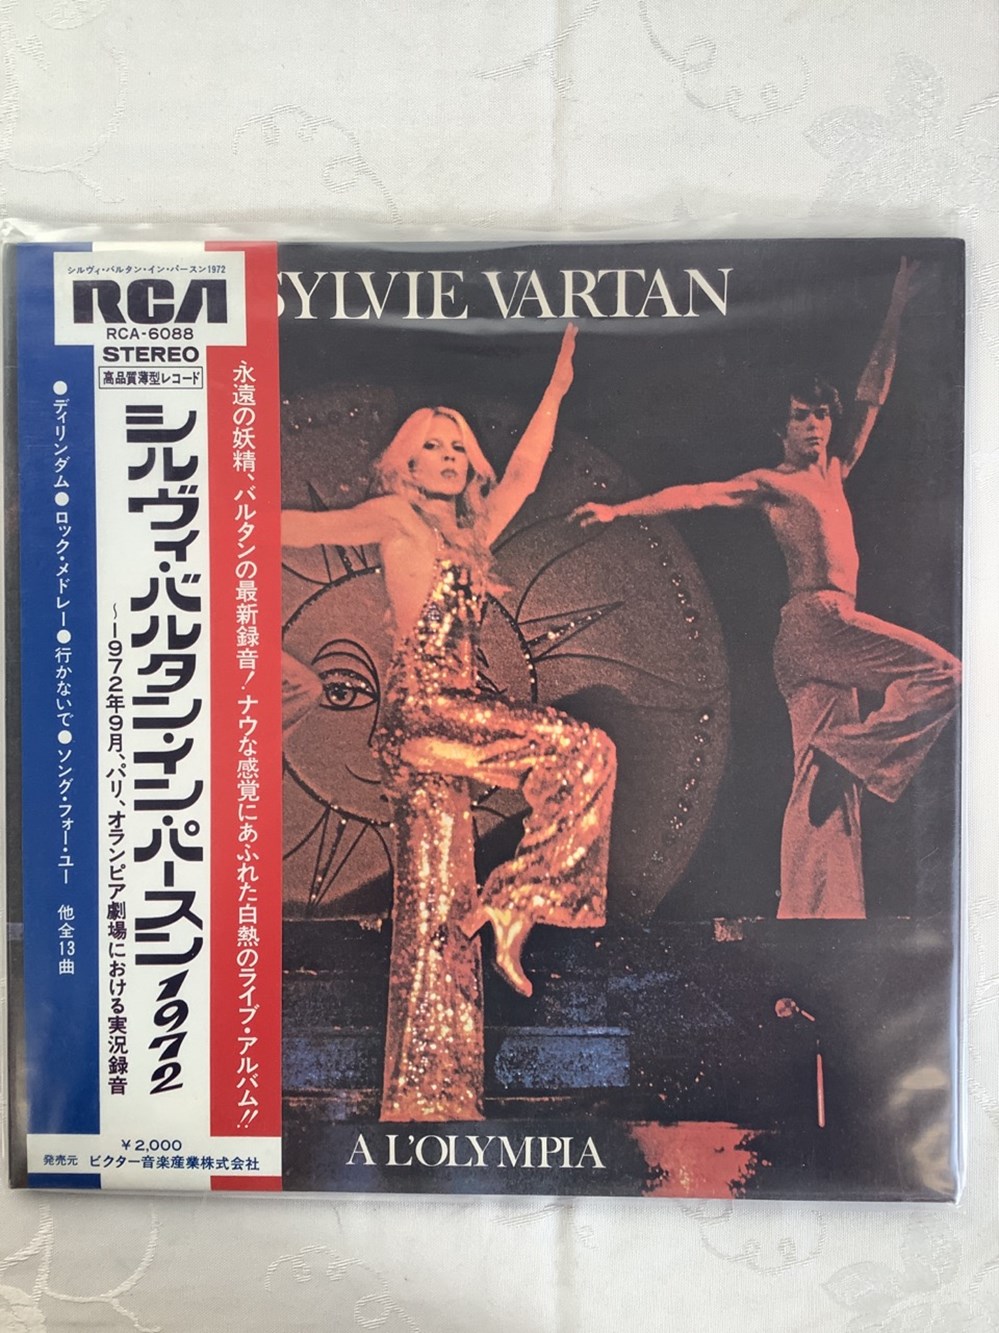 シルヴィ・バルタン・イン・パースン1972
RCA
RCA-6088
STEREO
高品質薄型レコード
永遠の妖精、バルタンの最新録音！ナウな感覚にあふれた白熱のライブ・アルバム!!
シルヴィ・バルタン・イン・パースン1972
〜1972年9月、パリ、オランピア劇場における実況録音
●ディリンダム●ロック・メドレー●行かないで●ソング・フォー・ユー 他全13曲
￥2,000
発売元 ビクター音楽産業株式会社
SYLVIE VARTAN
A L'OLYMPIA